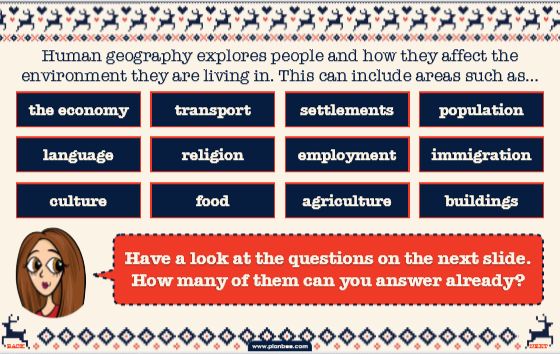 Human geography explores people and how they affect the
environment they are living in. This can include areas such as...
the economy
transport
settlements
population
language
religion
employment
immigration
culture
food
agriculture
buildings
Have a look at the questions on the next slide.
How many of them can you answer already?
BACK
www.planbee.com
NEXT